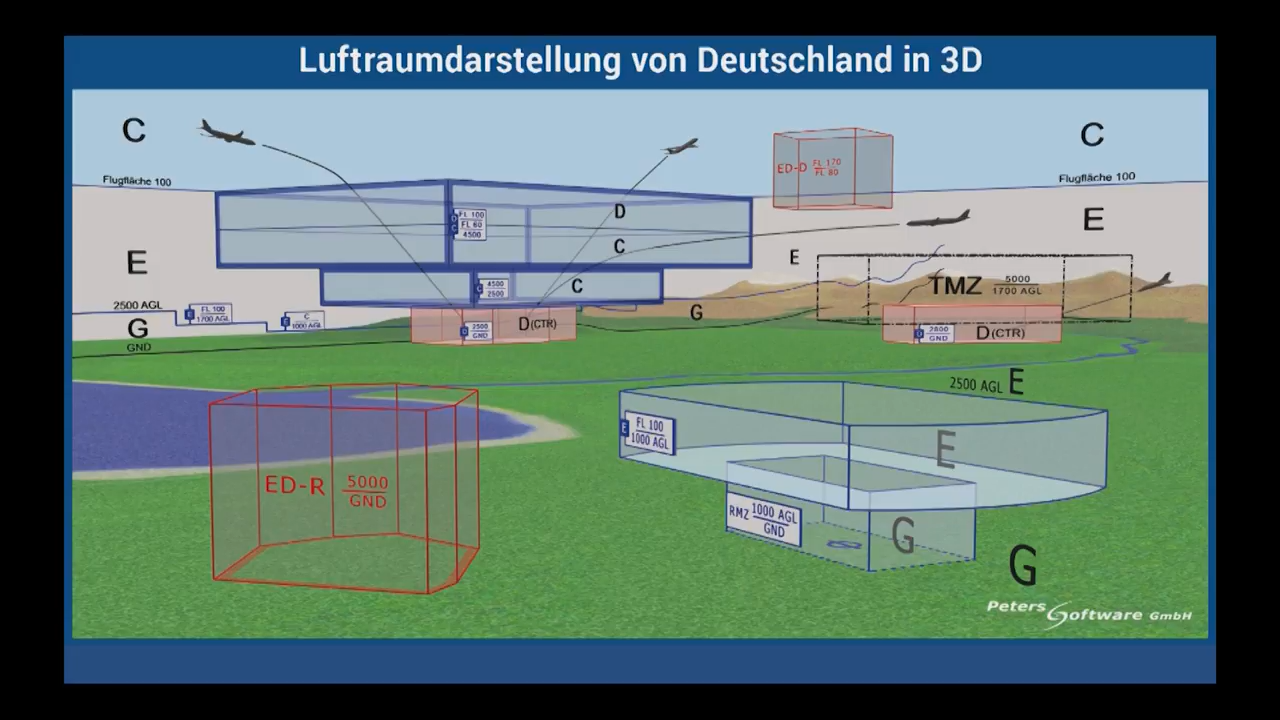 Luftraumdarstellung von Deutschland in 3D
C
C
ED-D FL 170
FL 80
Flugfläche 100
Flugfläche 100
D
C
FL 100
FL 60
4500
D
E
C
E
E
TMZ 5000
1700 AGL
C
4500
2500
C
2500 AGL
E
FL 100
1700 AGL
E
C
1000 AGL
G
G
GND
D
2500
GND
D (CTR)
D
2800
GND
D (CTR)
2500 AGL E
E
FL 100
1000 AGL
E
ED-R 5000
GND
RMZ 1000 AGL
GND
G
G
Peters Software GmbH